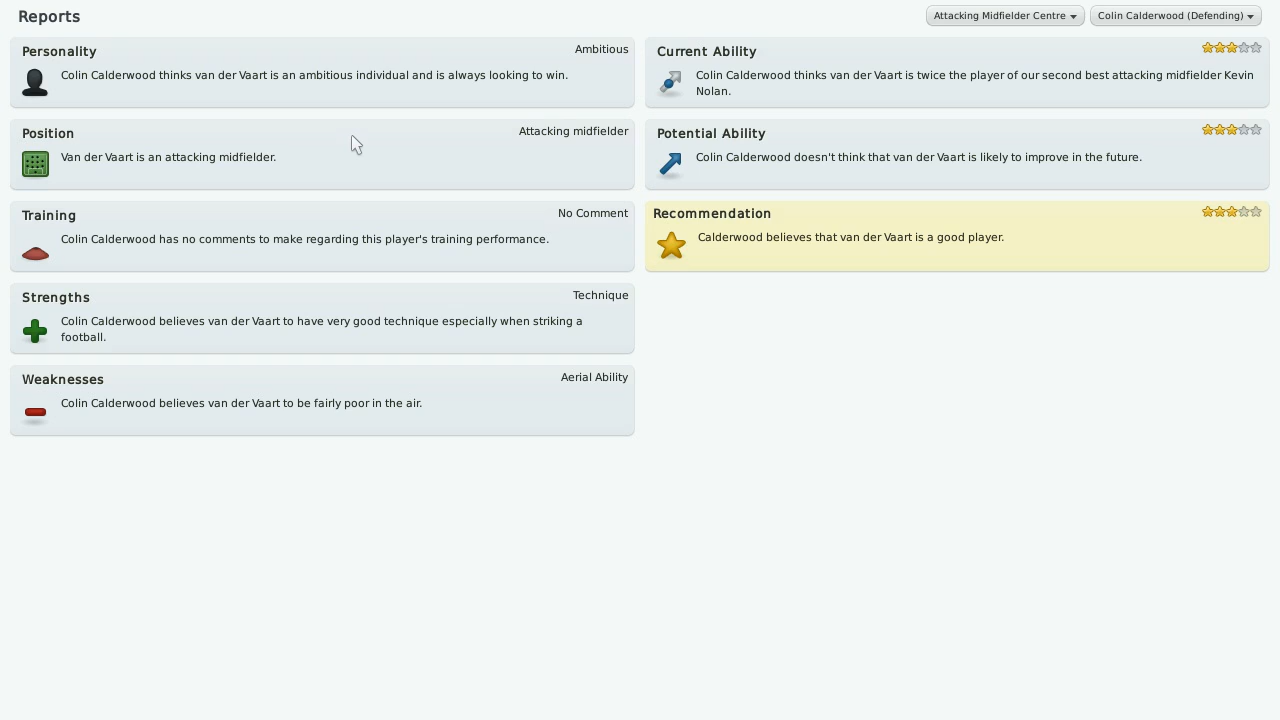 Reports
Attacking Midfielder Centre
Colin Calderwood (Defending)
Personality
Ambitious
Colin Calderwood thinks van der Vaart is an ambitious individual and is always looking to win.
Position
Attacking midfielder
Van der Vaart is an attacking midfielder.
Training
No Comment
Colin Calderwood has no comments to make regarding this player's training performance.
Strengths
Technique
Colin Calderwood believes van der Vaart to have very good technique especially when striking a
football.
Weaknesses
Aerial Ability
Colin Calderwood believes van der Vaart to be fairly poor in the air.
Current Ability
Colin Calderwood thinks van der Vaart is twice the player of our second best attacking midfielder Kevin
Nolan.
Potential Ability
Colin Calderwood doesn't think that van der Vaart is likely to improve in the future.
Recommendation
Calderwood believes that van der Vaart is a good player.